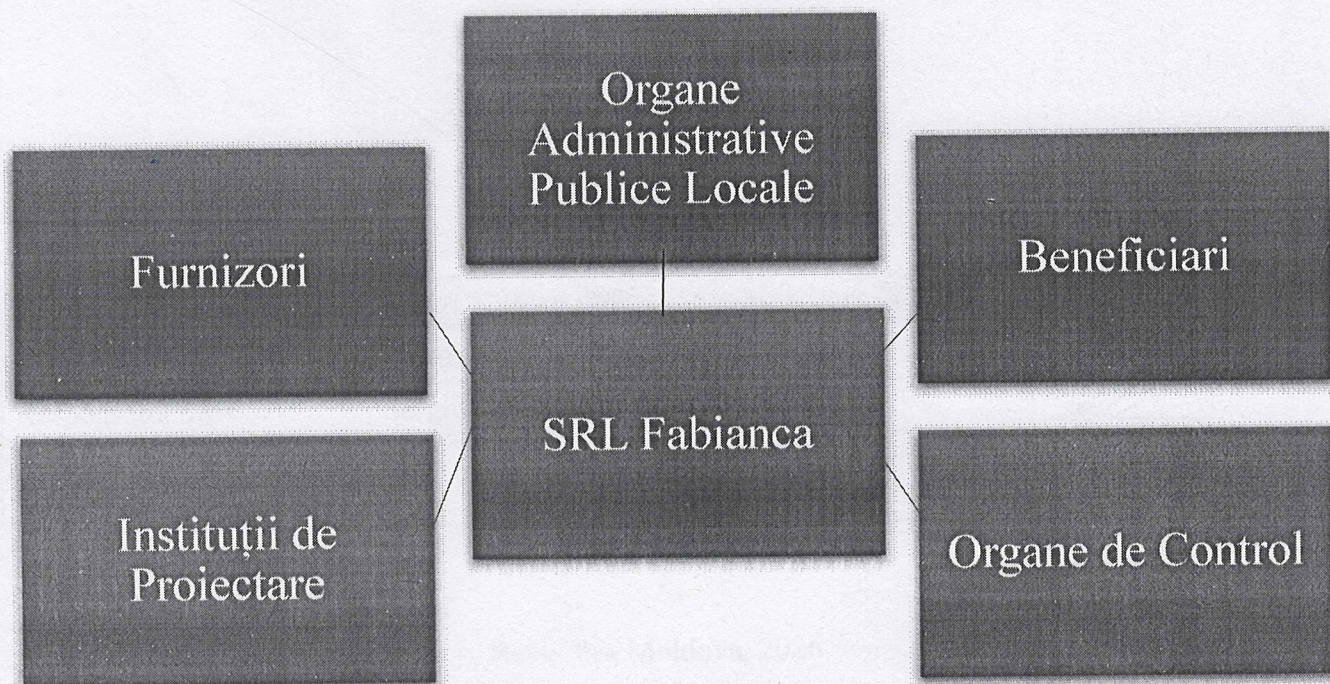 Organe
Administrative
Publice Locale
Furnizori
Beneficiari
SRL Fabianca
Instituții de
Proiectare
Organe de Control